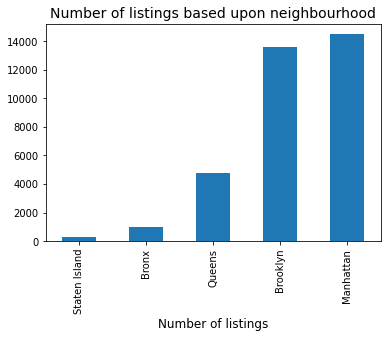 Number of listings based upon neighbourhood
14000
12000
10000
8000
6000
4000
2000
0
Staten Island
Bronx
Queens
Brooklyn
Manhattan
Number of listings